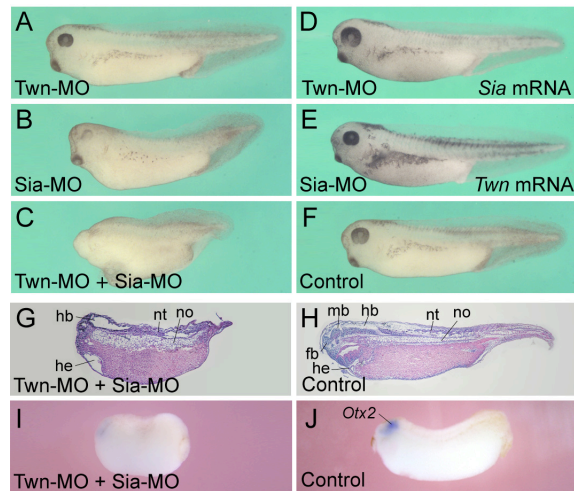 A
Twn-MO
D
Twn-MO Sia mRNA
B
Sia-MO
E
Sia-MO Twn mRNA
C
Twn-MO + Sia-MO
F
Control
G
hb
nt
no
he
Twn-MO + Sia-MO
H
mb
hb
nt
no
fb
he
Control
I
Twn-MO + Sia-MO
J
Otx2
Control